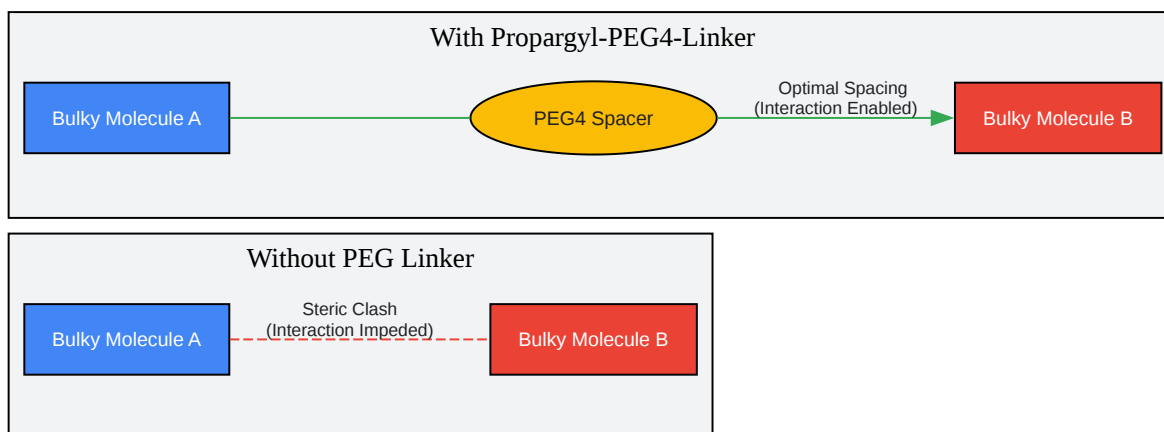 With Propargyl-PEG4-Linker
Bulky Molecule A
PEG4 Spacer
Optimal Spacing
(Interaction Enabled)
Bulky Molecule B
Without PEG Linker
Bulky Molecule A
Steric Clash
(Interaction Impeded)
Bulky Molecule B